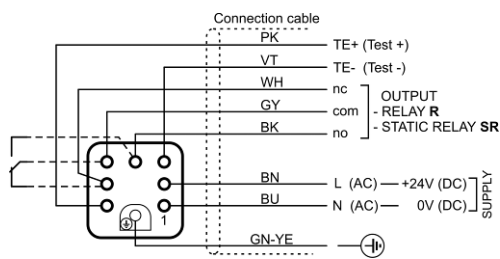 Connection cable
PK
TE+ (Test +)
VT
TE- (Test -)
WH
nc
OUTPUT
GY
com
- RELAY R
BK
no
- STATIC RELAY SR
BN
L (AC) — +24V (DC)
SUPPLY
BU
N (AC) — 0V (DC)
1
GN-YE